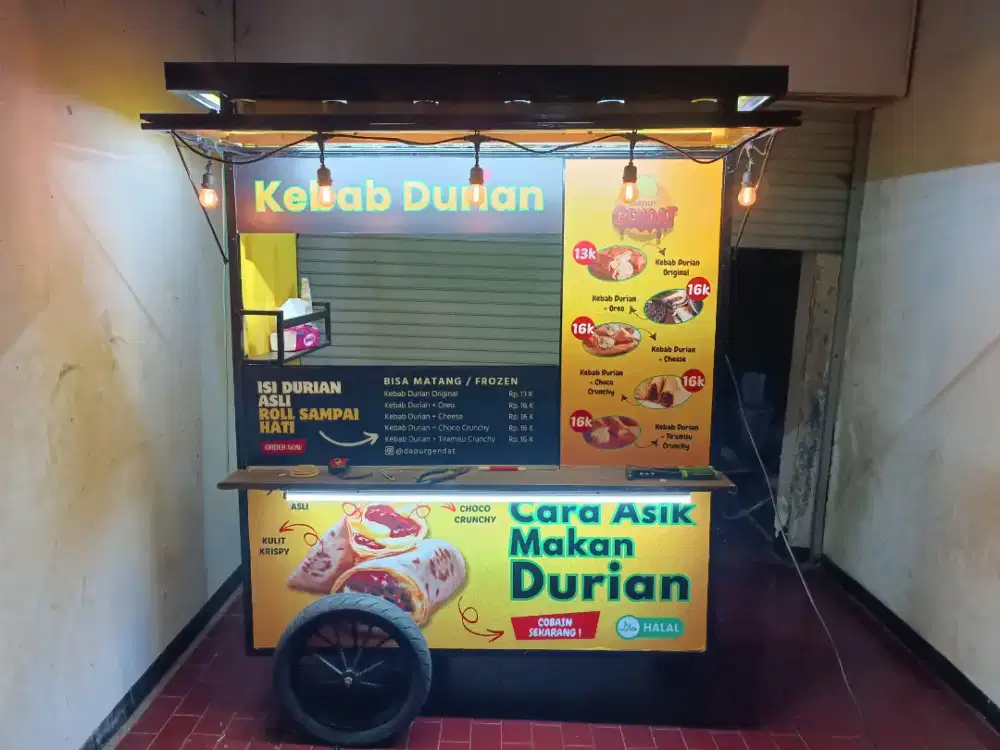 Kebab Durian
dapur
GENDAT
13k
Kebab Durian
Original
16k
Kebab Durian
+ Oreo
16k
Kebab Durian
+ Cheese
Kebab Durian
+ Choco
Crunchy
16k
16k
Kebab Durian
+ Tiramsu
Crunchy
ISI DURIAN
ASLI
ROLL SAMPAI
HATI
ORDER NOW
BISA MATANG / FROZEN
Kebab Durian Original Rp. 13 K
Kebab Durian + Oreo Rp. 16 K
Kebab Durian + Cheese Rp. 16 K
Kebab Durian + Choco Crunchy Rp. 16 K
Kebab Durian + Tiramsu Crunchy Rp. 16 K
@dapurgendat
ASLI
KULIT
KRISPY
CHOCO
CRUNCHY
Cara Asik
Makan
Durian
COBAIN
SEKARANG !
HALAL